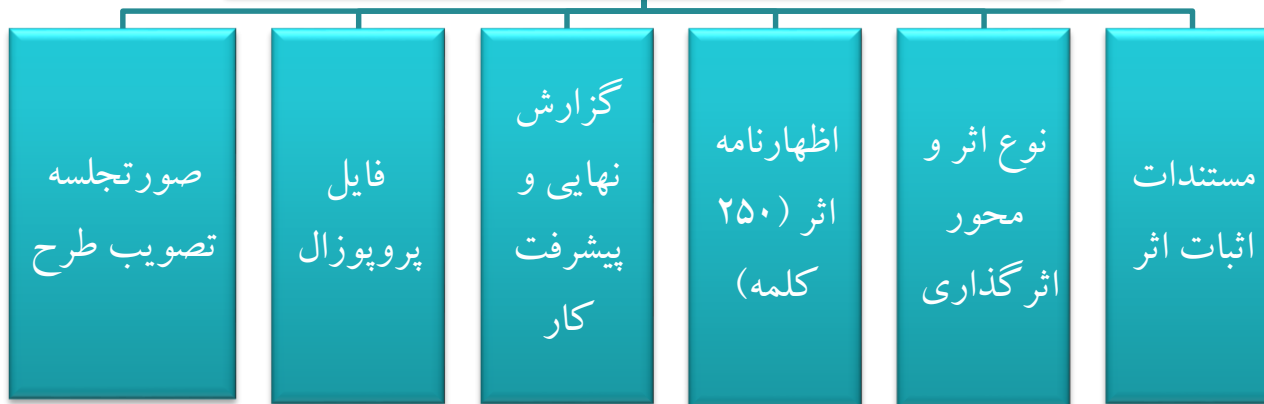 مستندات
اثبات اثر
نوع اثر و
محور
اثرگذاری
اظهارنامه
اثر (۲۵۰
کلمه)
گزارش
نهایی و
پیشرفت
کار
فایل
پروپوزال
صورتجلسه
تصویب طرح